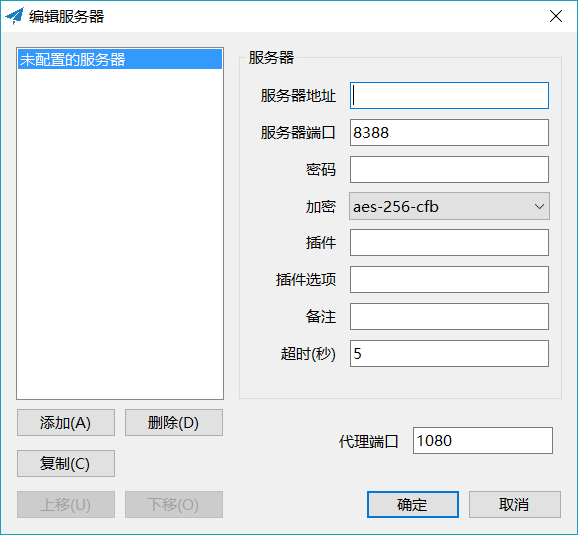 编辑服务器
未配置的服务器
服务器
服务器地址
服务器端口 8388
密码
加密 aes-256-cfb
插件
插件选项
备注
超时(秒) 5
添加(A) 删除(D)
代理端口 1080
复制(C)
上移(U) 下移(O) 确定 取消